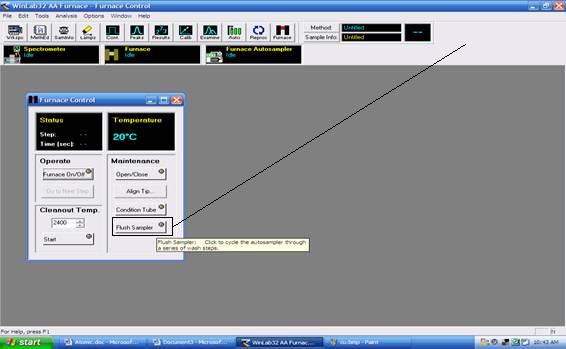 WinLab32 AA Furnace - Furnace Control
File Edit Tools Analysis Options Window Help
Wrkspc MethEd SamInfo Lamps Cont. Peaks Results Calib Examine Auto Reproc Furnace
Method: Untitled
Sample Info: Untitled
--
Spectrometer
Idle
Furnace
Idle
Furnace Autosampler
Idle
Furnace Control
Status
Step: --
Time (sec): --
Temperature
20°C
Operate
Furnace On/Off
Go to New Step
Cleanout Temp.
2400
Start
Maintenance
Open/Close
Align Tip...
Condition Tube
Flush Sampler
Flush Sampler: Click to cycle the autosampler through
a series of wash steps.
For Help, press F1
start
Atomic.doc - Microsof...
Document3 - Microsof...
WinLab32 AA Furnac...
cu.bmp - Paint
10:43 AM